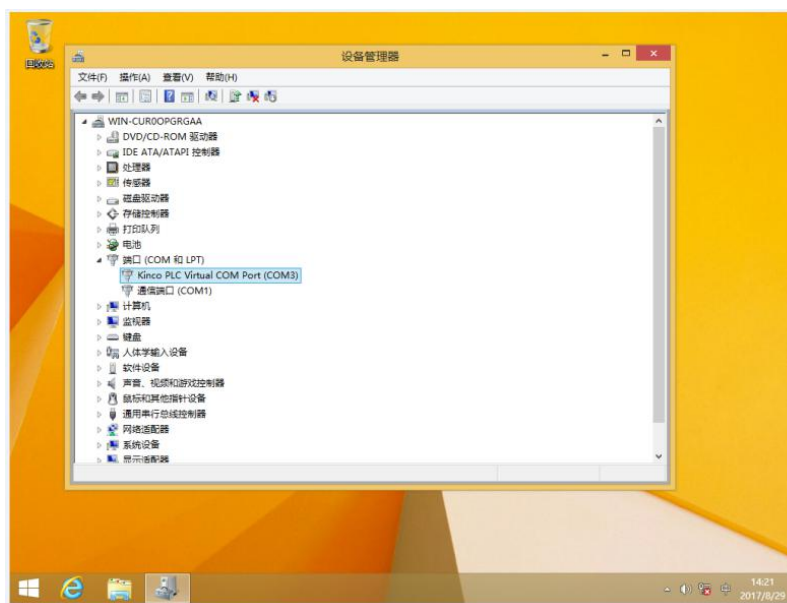 回收站
设备管理器
文件(F) 操作(A) 查看(V) 帮助(H)
WIN-CUR0OPGRGAA
DVD/CD-ROM 驱动器
IDE ATA/ATAPI 控制器
处理器
传感器
磁盘驱动器
存储控制器
打印队列
电池
端口 (COM 和 LPT)
Kinco PLC Virtual COM Port (COM3)
通信端口 (COM1)
计算机
监视器
键盘
人体学输入设备
软件设备
声音、视频和游戏控制器
鼠标和其他指针设备
通用串行总线控制器
网络适配器
系统设备
显示适配器
中
14:21
2017/8/29